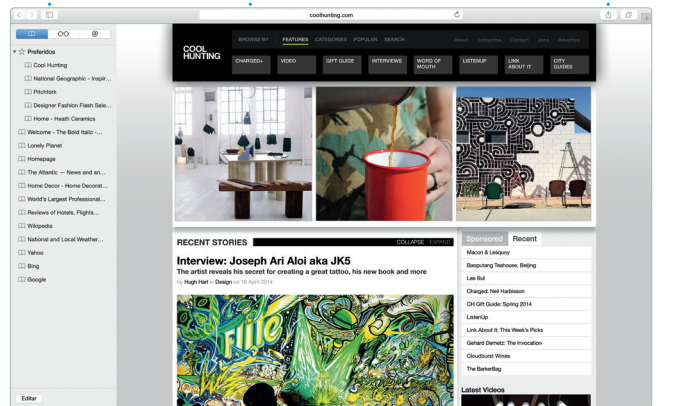 coolhunting.com
@
Preferidos
Cool Hunting
National Geographic - Inspir...
Pitchfork
Designer Fashion Flash Sale...
Home - Heath Ceramics
Welcome - The Bold Italic -...
Lonely Planet
Homepage
The Atlantic — News and an...
Home Decor - Home Decorat...
World's Largest Professional...
Reviews of Hotels, Flights...
Wikipedia
National and Local Weather...
Yahoo
Bing
Google
Editar
COOL
HUNTING
BROWSE BY FEATURES CATEGORIES POPULAR SEARCH
About Subscribe Contact Jobs Advertise
CHARGED+
VIDEO
GIFT GUIDE
INTERVIEWS
WORD OF
MOUTH
LISTENUP
LINK
ABOUT IT
CITY
GUIDES
RECENT STORIES
COLLAPSE EXPAND
Interview: Joseph Ari Aloi aka JK5
The artist reveals his secret for creating a great tattoo, his new book and more
by Hugh Hart in Design on 18 April 2014
Flite
Sponsored Recent
Macon & Lesquoy
Baoputang Teahouse, Beijing
Lee Bul
Charged: Neil Harbisson
CH Gift Guide: Spring 2014
ListenUp
Link About It: This Week's Picks
Gehard Demetz: The Invocation
Cloudburst Wines
The BarkerBag
Latest Videos